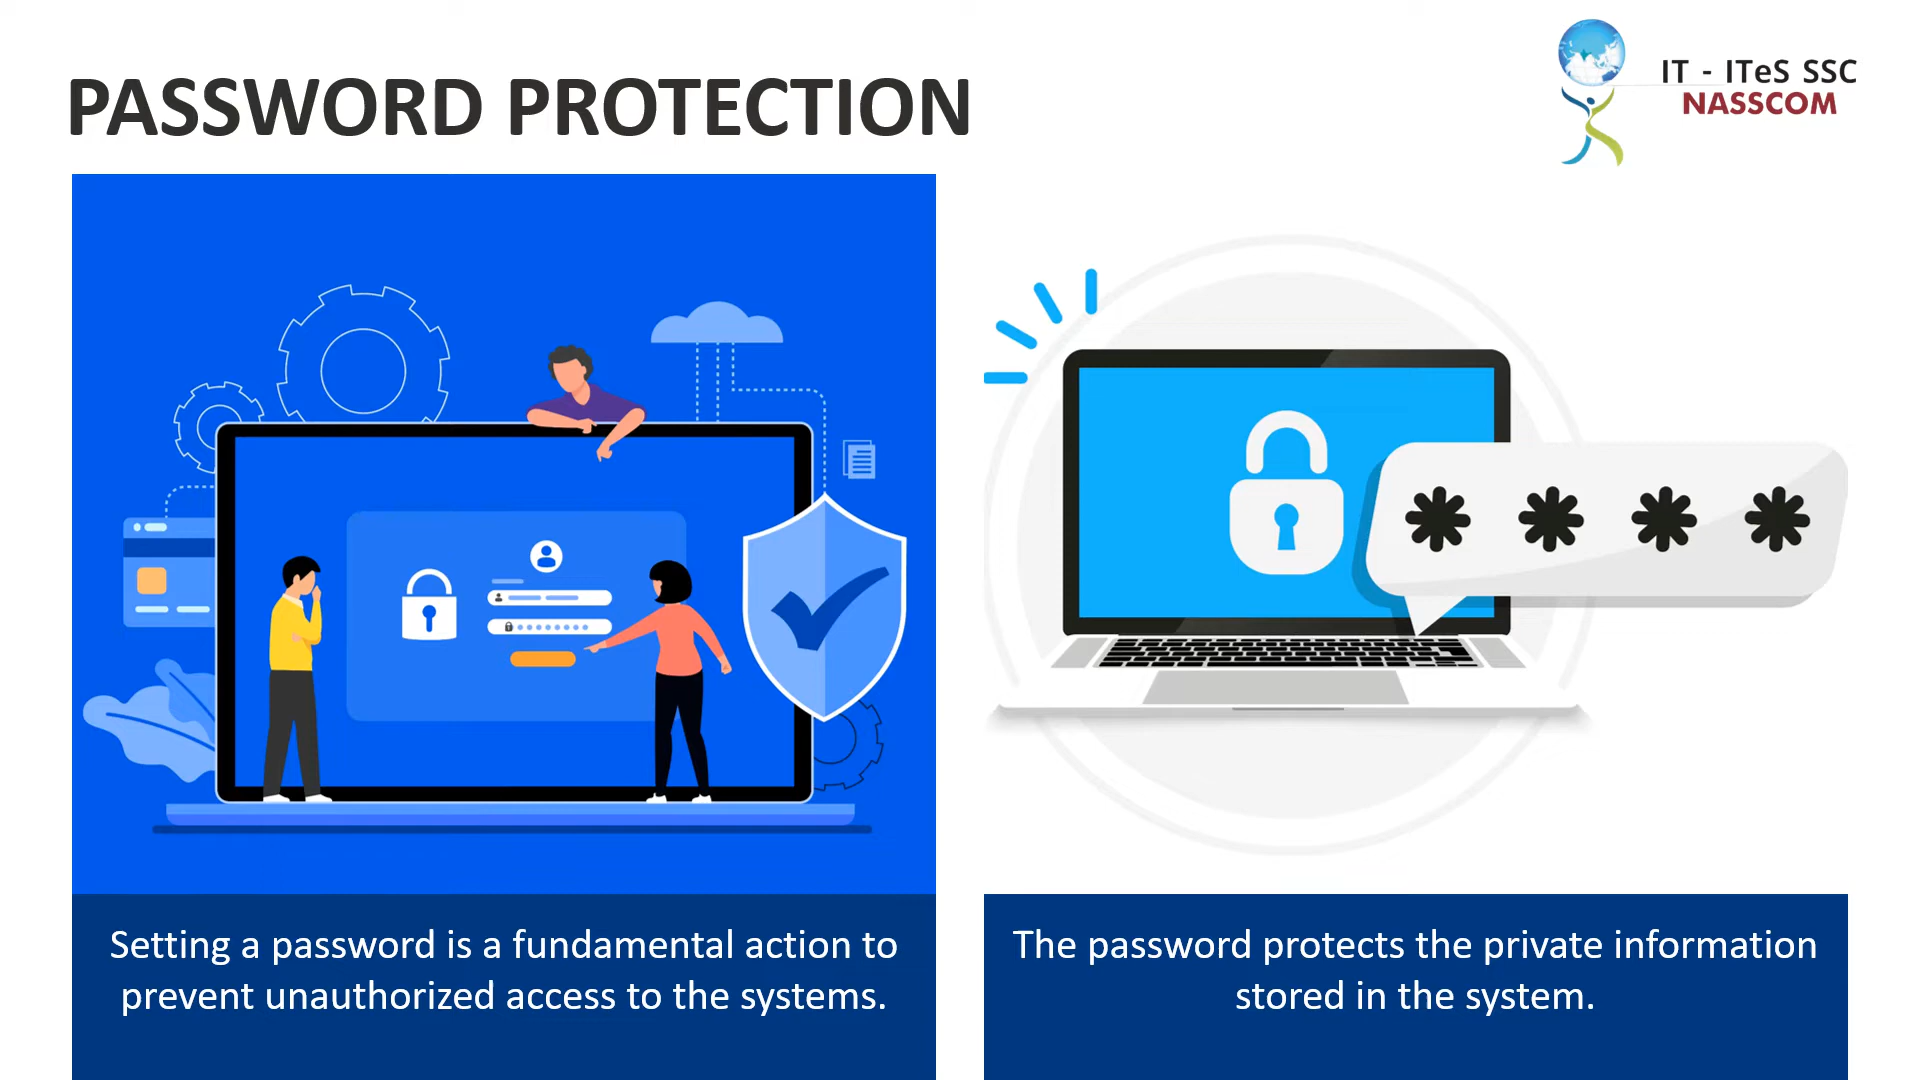 PASSWORD PROTECTION
IT - ITeS SSC
NASSCOM
Setting a password is a fundamental action to
prevent unauthorized access to the systems.
The password protects the private information
stored in the system.